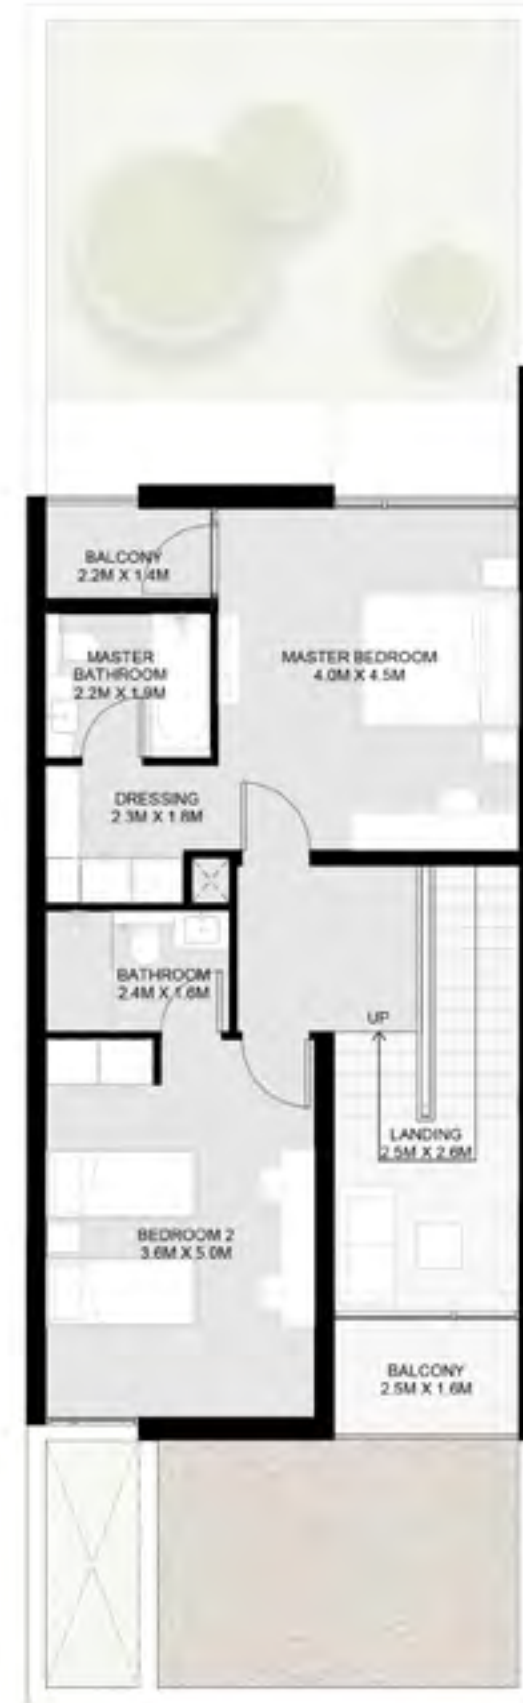 BALCONY
2.2M X 1.4M
MASTER
BATHROOM
2.2M X 1.9M
MASTER BEDROOM
4.0M X 4.5M
DRESSING
2.3M X 1.8M
BATHROOM
2.4M X 1.6M
UP
LANDING
2.5M X 2.6M
BEDROOM 2
3.6M X 5.0M
BALCONY
2.5M X 1.6M